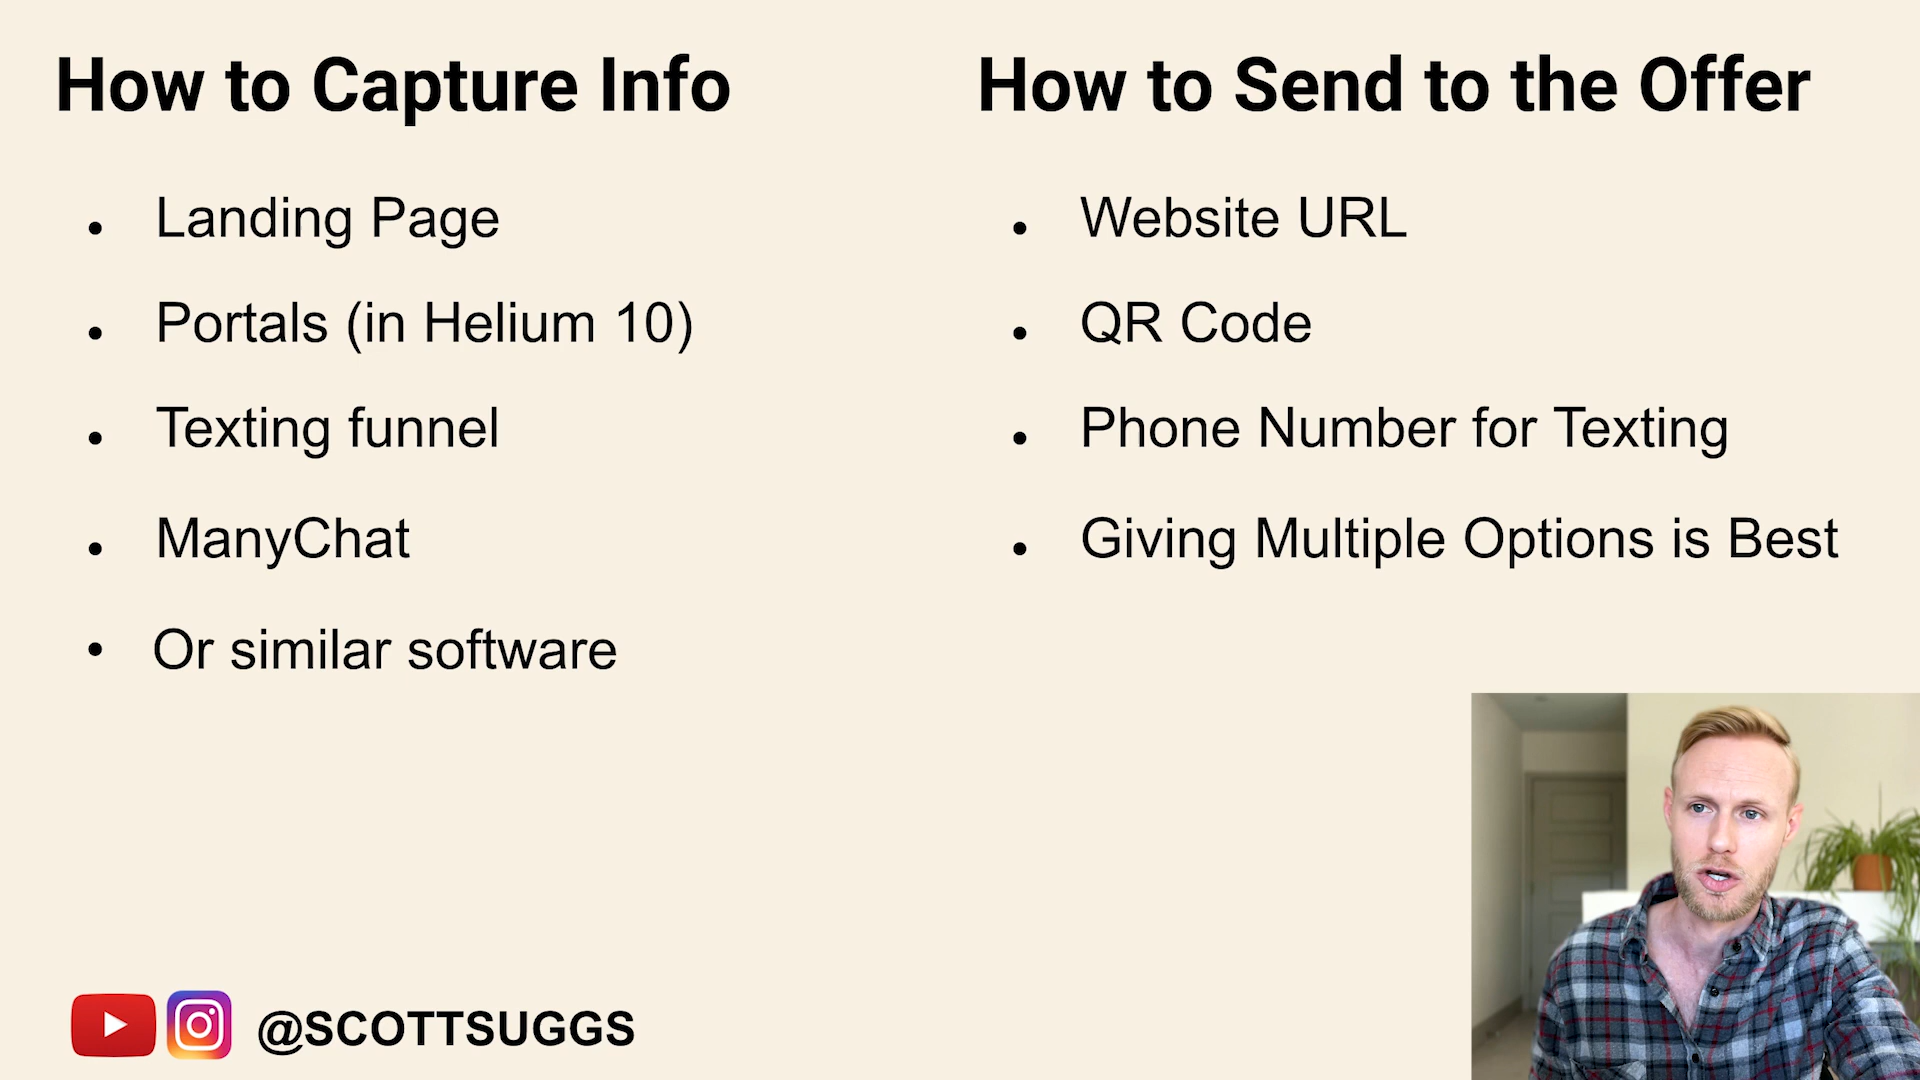 How to Capture Info
• Landing Page
• Portals (in Helium 10)
• Texting funnel
• ManyChat
• Or similar software
How to Send to the Offer
• Website URL
• QR Code
• Phone Number for Texting
• Giving Multiple Options is Best
@SCOTTSUGGS